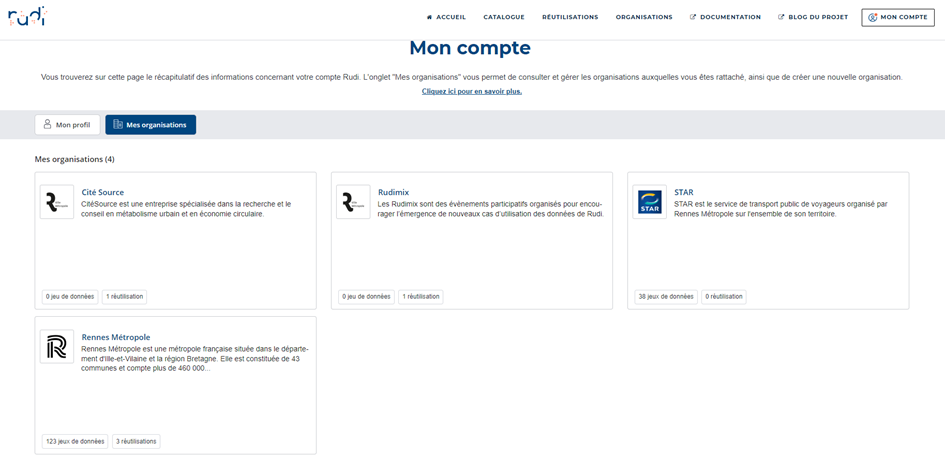 rudi
ACCUEIL
CATALOGUE
RÉUTILISATIONS
ORGANISATIONS
DOCUMENTATION
BLOG DU PROJET
MON COMPTE
Mon compte
Vous trouverez sur cette page le récapitulatif des informations concernant votre compte Rudi. L'onglet "Mes organisations" vous permet de consulter et gérer les organisations auxquelles vous êtes rattaché, ainsi que de créer une nouvelle organisation.
Cliquez ici pour en savoir plus.
Mon profil
Mes organisations
Mes organisations (4)
Cité Source
CitéSource est une entreprise spécialisée dans la recherche et le
conseil en métabolisme urbain et en économie circulaire.
0 jeu de données
1 réutilisation
Rudimix
Les Rudimix sont des évènements participatifs organisés pour encou-
rager l'émergence de nouveaux cas d'utilisation des données de Rudi.
0 jeu de données
1 réutilisation
STAR
STAR
STAR est le service de transport public de voyageurs organisé par
Rennes Métropole sur l'ensemble de son territoire.
38 jeux de données
0 réutilisation
Rennes Métropole
Rennes Métropole est une métropole française située dans le départe-
ment d'Ille-et-Vilaine et la région Bretagne. Elle est constituée de 43
communes et compte plus de 460 000...
123 jeux de données
3 réutilisations